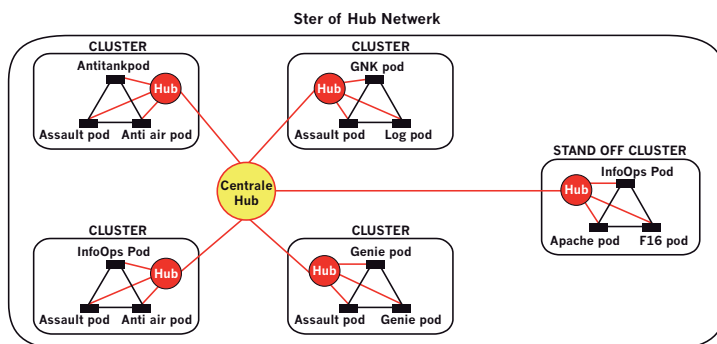 Ster of Hub Netwerk
CLUSTER
Antitankpod
Hub
Assault pod
Anti air pod
CLUSTER
GNK pod
Hub
Assault pod
Log pod
STAND OFF CLUSTER
InfoOps Pod
Hub
Apache pod
F16 pod
Centrale
Hub
CLUSTER
InfoOps Pod
Hub
Assault pod
Anti air pod
CLUSTER
Genie pod
Hub
Assault pod
Genie pod